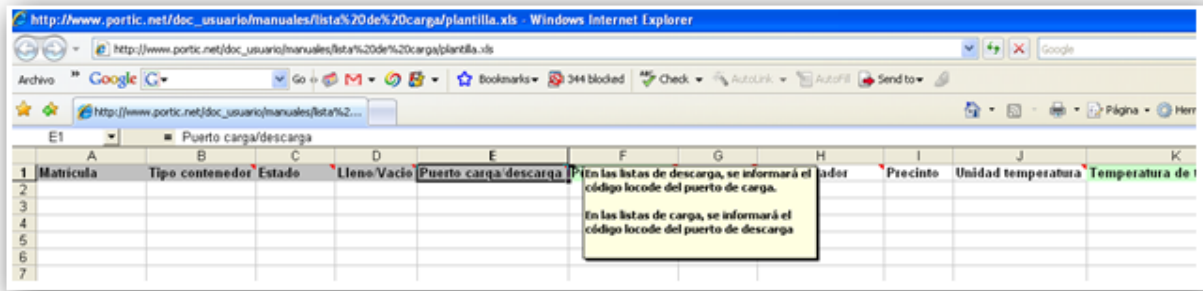 http://www.portic.net/doc_usuario/manuales/lista%20de%20carga/plantilla.xls - Windows Internet Explorer
http://www.portic.net/doc_usuario/manuales/lista%20de%20carga/plantilla.xls Google
Archivo » Google G Go Bookmarks 344 blocked Check AutoLink AutoFill Send to
http://www.portic.net/doc_usuario/manuales/lista%2... Página Herr
E1 = Puerto carga/descarga
A B C D E F G H I J K
1 Matrícula Tipo contenedor Estado Lleno/Vacio Puerto carga/descarga ador Precinto Unidad temperatura Temperatura de
En las listas de descarga, se informará el
código locode del puerto de carga.
En las listas de carga, se informará el
código locode del puerto de descarga
2
3
4
5
6
7